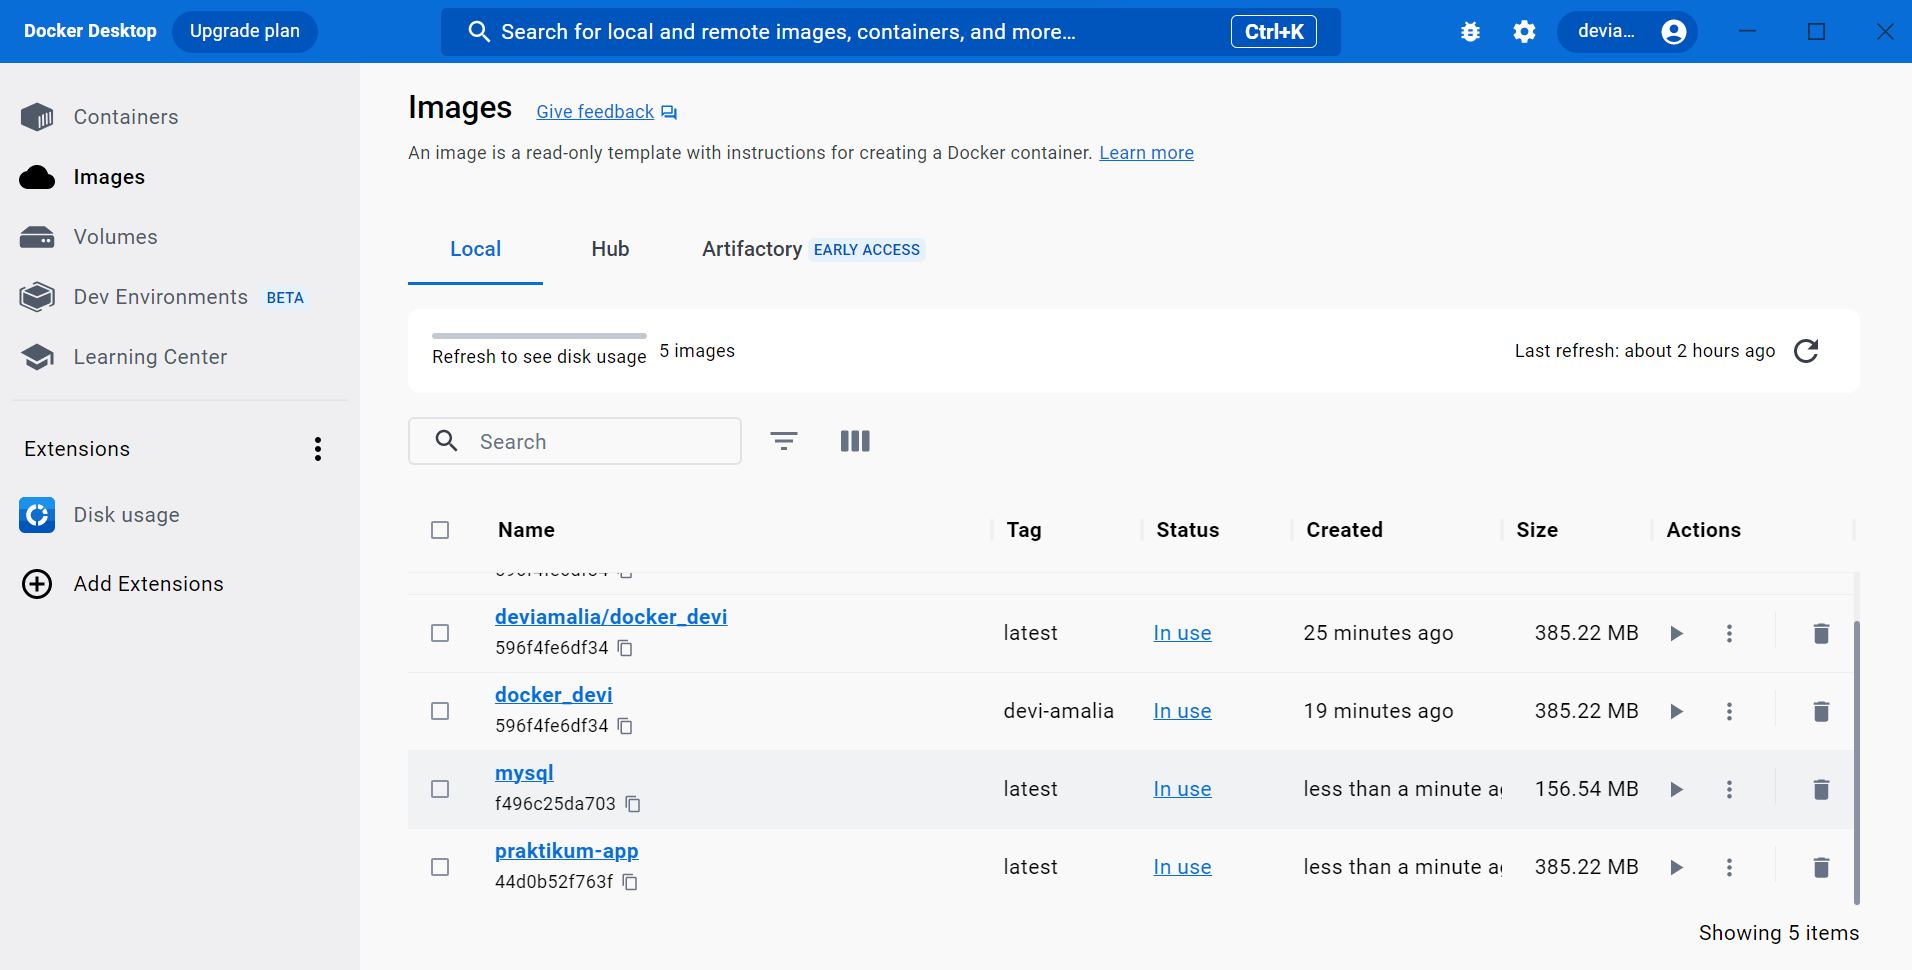 Docker Desktop Upgrade plan Search for local and remote images, containers, and more... Ctrl+K devia...
Containers
Images
Volumes
Dev Environments BETA
Learning Center
Extensions
Disk usage
Add Extensions
Images Give feedback
An image is a read-only template with instructions for creating a Docker container. Learn more
Local Hub Artifactory EARLY ACCESS
Refresh to see disk usage 5 images Last refresh: about 2 hours ago
Search
Name Tag Status Created Size Actions
596f4fe6df34
deviamalia/docker_devi
596f4fe6df34 latest In use 25 minutes ago 385.22 MB
docker_devi
596f4fe6df34 devi-amalia In use 19 minutes ago 385.22 MB
mysql
f496c25da703 latest In use less than a minute ag 156.54 MB
praktikum-app
44d0b52f763f latest In use less than a minute ag 385.22 MB
Showing 5 items